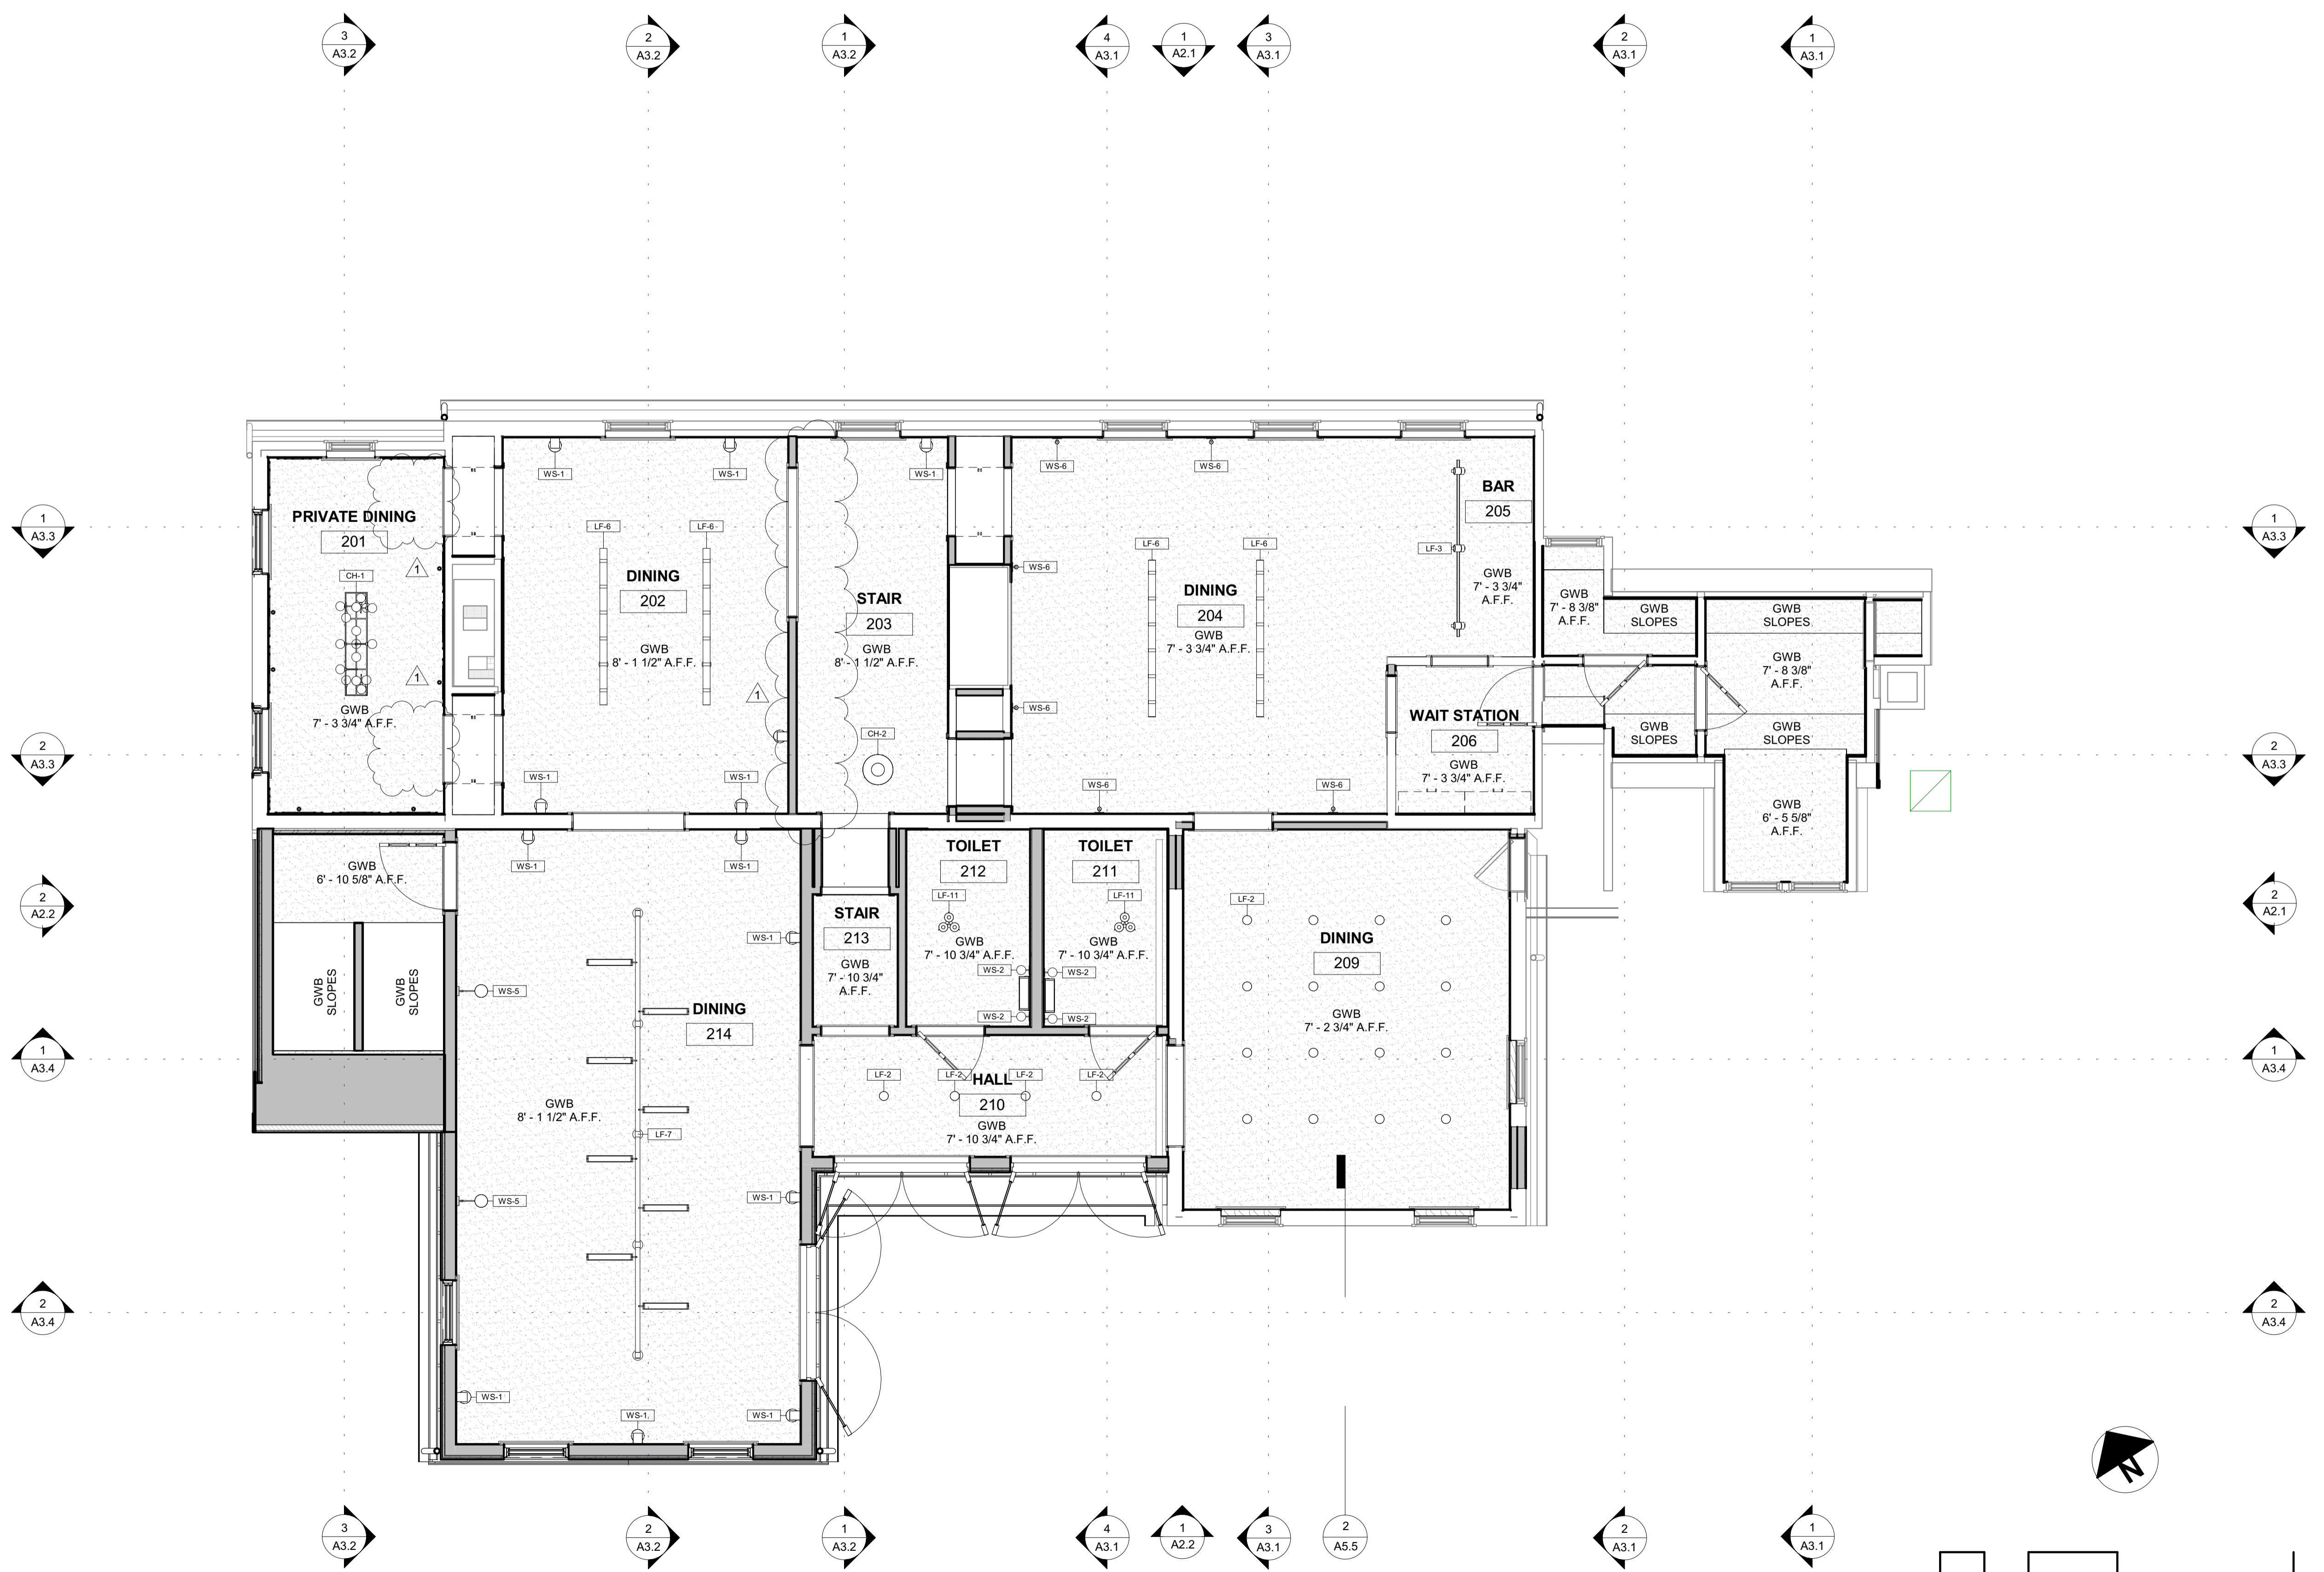 3
A3.2
2
A3.2
1
A3.2
4
A3.1
1
A2.1
3
A3.1
2
A3.1
1
A3.1
WS-1
WS-1
WS-1
WS-6
WS-6
BAR
205
PRIVATE DINING
201
1
A3.3
1
A3.3
LF-6
LF-6
LF-6
LF-6
LF-3
CH-1
1
WS-6
DINING
202
STAIR
203
DINING
204
GWB
7' - 3 3/4"
A.F.F.
GWB
7' - 8 3/8"
A.F.F.
GWB
SLOPES
GWB
SLOPES
GWB
8' - 1 1/2" A.F.F.
GWB
8' - 1 1/2" A.F.F.
GWB
7' - 3 3/4" A.F.F.
GWB
7' - 8 3/8"
A.F.F.
1
1
WS-6
GWB
7' - 3 3/4" A.F.F.
WAIT STATION
206
GWB
7' - 3 3/4" A.F.F.
GWB
SLOPES
GWB
SLOPES
CH-2
2
A3.3
2
A3.3
WS-1
WS-1
WS-6
WS-6
GWB
6' - 5 5/8"
A.F.F.
WS-1
WS-1
GWB
6' - 10 5/8" A.F.F.
TOILET
212
TOILET
211
LF-11
LF-11
LF-2
2
A2.2
2
A2.1
STAIR
213
GWB
7' - 10 3/4"
A.F.F.
GWB
7' - 10 3/4" A.F.F.
GWB
7' - 10 3/4" A.F.F.
DINING
209
WS-1
WS-2
WS-2
WS-5
GWB
SLOPES
GWB
SLOPES
WS-2
WS-2
DINING
214
GWB
7' - 2 3/4" A.F.F.
1
A3.4
1
A3.4
LF-2
LF-2
LF-2
LF-2
HALL
210
GWB
7' - 10 3/4" A.F.F.
GWB
8' - 1 1/2" A.F.F.
LF-7
WS-5
WS-1
2
A3.4
2
A3.4
WS-1
WS-1
WS-1
N
3
A3.2
2
A3.2
1
A3.2
4
A3.1
1
A2.2
3
A3.1
2
A5.5
2
A3.1
1
A3.1